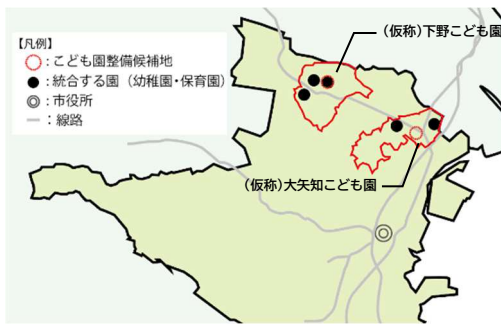 【凡例】
：こども園整備候補地
：統合する園（幼稚園・保育園）
：市役所
：線路
（仮称）下野こども園
（仮称）大矢知こども園